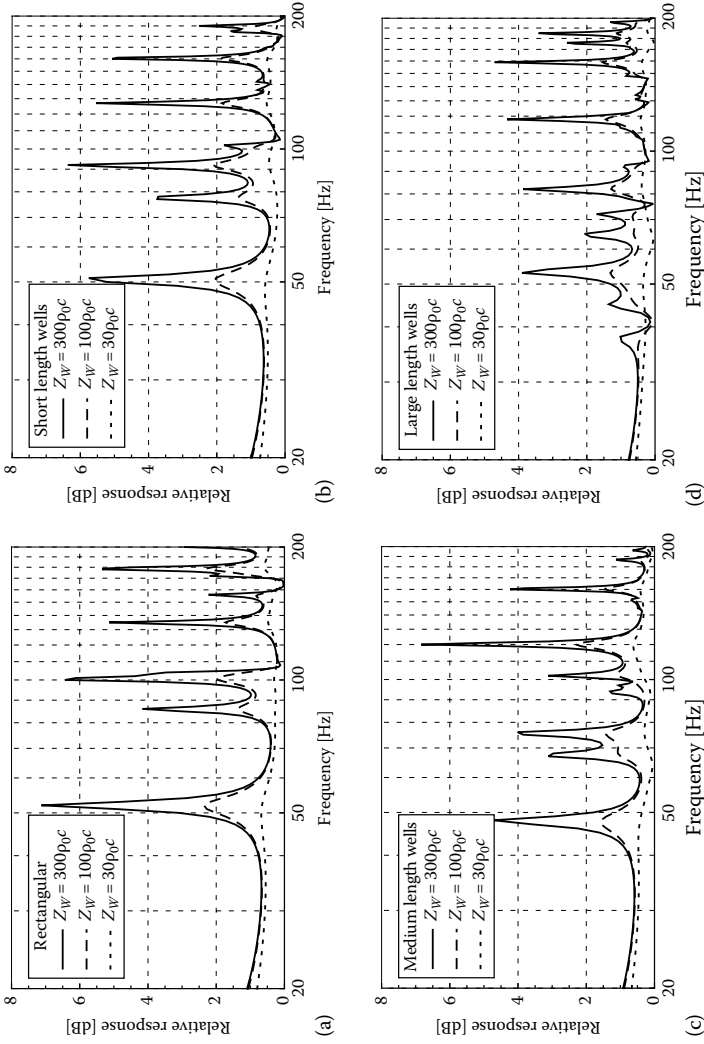 8
6
4
2
0
Relative response [dB]
Rectangular
Z_W = 300ρ₀c
Z_W = 100ρ₀c
Z_W = 30ρ₀c
20
50
100
200
Frequency [Hz]
(a)
8
6
4
2
0
Relative response [dB]
Short length wells
Z_W = 300ρ₀c
Z_W = 100ρ₀c
Z_W = 30ρ₀c
20
50
100
200
Frequency [Hz]
(b)
8
6
4
2
0
Relative response [dB]
Medium length wells
Z_W = 300ρ₀c
Z_W = 100ρ₀c
Z_W = 30ρ₀c
20
50
100
200
Frequency [Hz]
(c)
8
6
4
2
0
Relative response [dB]
Large length wells
Z_W = 300ρ₀c
Z_W = 100ρ₀c
Z_W = 30ρ₀c
20
50
100
200
Frequency [Hz]
(d)